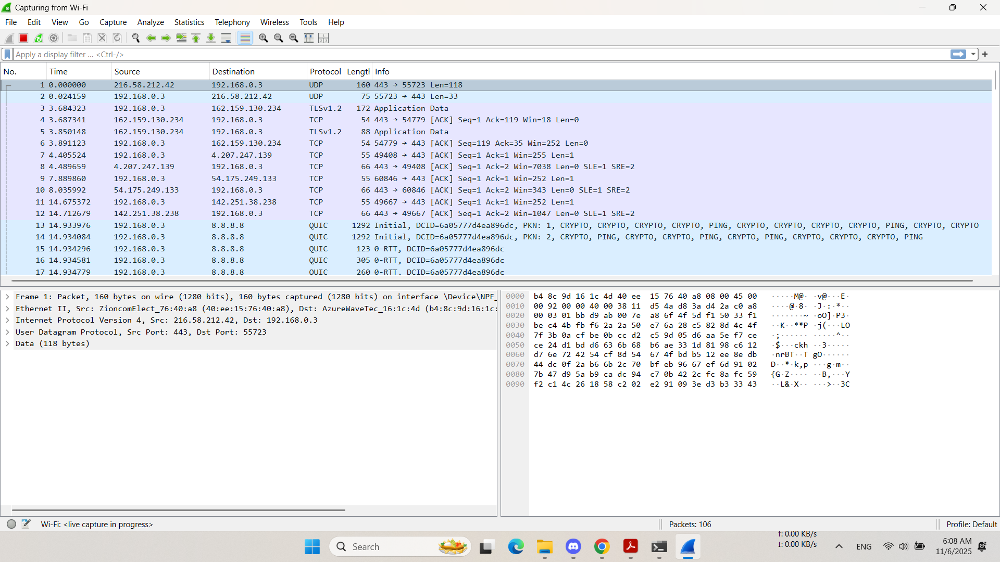 Capturing from Wi-Fi
File Edit View Go Capture Analyze Statistics Telephony Wireless Tools Help
Apply a display filter ... <Ctrl-/>
No. Time Source Destination Protocol Length Info
1 0.000000 216.58.212.42 192.168.0.3 UDP 160 443 → 55723 Len=118
2 0.024159 192.168.0.3 216.58.212.42 UDP 75 55723 → 443 Len=33
3 3.684323 192.168.0.3 162.159.130.234 TLSv1.2 172 Application Data
4 3.687341 162.159.130.234 192.168.0.3 TCP 54 443 → 54779 [ACK] Seq=1 Ack=119 Win=18 Len=0
5 3.850148 162.159.130.234 192.168.0.3 TLSv1.2 88 Application Data
6 3.891123 192.168.0.3 162.159.130.234 TCP 54 54779 → 443 [ACK] Seq=119 Ack=35 Win=252 Len=0
7 4.405524 192.168.0.3 4.207.247.139 TCP 55 49408 → 443 [ACK] Seq=1 Ack=1 Win=255 Len=1
8 4.489659 4.207.247.139 192.168.0.3 TCP 66 443 → 49408 [ACK] Seq=1 Ack=2 Win=7038 Len=0 SLE=1 SRE=2
9 7.889860 192.168.0.3 54.175.249.133 TCP 55 60846 → 443 [ACK] Seq=1 Ack=1 Win=252 Len=1
10 8.035992 54.175.249.133 192.168.0.3 TCP 66 443 → 60846 [ACK] Seq=1 Ack=2 Win=343 Len=0 SLE=1 SRE=2
11 14.675372 192.168.0.3 142.251.38.238 TCP 55 49667 → 443 [ACK] Seq=1 Ack=1 Win=252 Len=1
12 14.712679 142.251.38.238 192.168.0.3 TCP 66 443 → 49667 [ACK] Seq=1 Ack=2 Win=1047 Len=0 SLE=1 SRE=2
13 14.933976 192.168.0.3 8.8.8.8 QUIC 1292 Initial, DCID=6a05777d4ea896dc, PKN: 1, CRYPTO, CRYPTO, CRYPTO, CRYPTO, PING, CRYPTO, CRYPTO, CRYPTO, CRYPTO, PING, CRYPTO, CRYPTO
14 14.934084 192.168.0.3 8.8.8.8 QUIC 1292 Initial, DCID=6a05777d4ea896dc, PKN: 2, CRYPTO, PING, CRYPTO, CRYPTO, PING, CRYPTO, PING, CRYPTO, CRYPTO, CRYPTO, PING
15 14.934296 192.168.0.3 8.8.8.8 QUIC 123 0-RTT, DCID=6a05777d4ea896dc
16 14.934581 192.168.0.3 8.8.8.8 QUIC 305 0-RTT, DCID=6a05777d4ea896dc
17 14.934779 192.168.0.3 8.8.8.8 QUIC 260 0-RTT, DCID=6a05777d4ea896dc
Frame 1: Packet, 160 bytes on wire (1280 bits), 160 bytes captured (1280 bits) on interface \Device\NPF_
Ethernet II, Src: ZioncomElect_76:40:a8 (40:ee:15:76:40:a8), Dst: AzureWaveTec_16:1c:4d (b4:8c:9d:16:1c:
Internet Protocol Version 4, Src: 216.58.212.42, Dst: 192.168.0.3
User Datagram Protocol, Src Port: 443, Dst Port: 55723
Data (118 bytes)
0000 b4 8c 9d 16 1c 4d 40 ee 15 76 40 a8 08 00 45 00 ·····M@· ·v@···E·
0010 00 92 00 00 40 00 38 11 d5 4a d8 3a d4 2a c0 a8 ····@·8· ·J·:·*··
0020 00 03 01 bb d9 ab 00 7e a8 6f 4f 5d f1 50 33 f1 ·······~ ·oO]·P3·
0030 be c4 4b fb f6 2a 2a 50 e7 6a 28 c5 82 8d 4c 4f ··K··**P ·j(···LO
0040 7f 3b 0a cf be 0b cc d2 c5 9d 05 d6 aa 5e f7 ce ·;······ ·····^··
0050 ce 24 d1 bd d6 63 6b 68 b6 ae 33 1d 81 98 c6 12 ·$···ckh ··3·····
0060 d7 6e 72 42 54 cf 8d 54 67 4f bd b5 12 ee 8e db ·nrBT··T gO······
0070 44 dc 0f 2a b6 6b 2c 70 bf eb 96 67 ef 6d 91 02 D··*·k,p ···g·m··
0080 7b 47 d9 5a b9 ca dc 94 c7 0b 42 2c fc 8a fc 59 {G·Z···· ··B,···Y
0090 f2 c1 4c 26 18 58 c2 02 e2 91 09 3e d3 b3 33 43 ··L&·X·· ···>··3C
Wi-Fi: <live capture in progress> Packets: 106 Profile: Default
Search
↑: 0.00 KB/s
↓: 0.00 KB/s
ENG
6:08 AM
11/6/2025